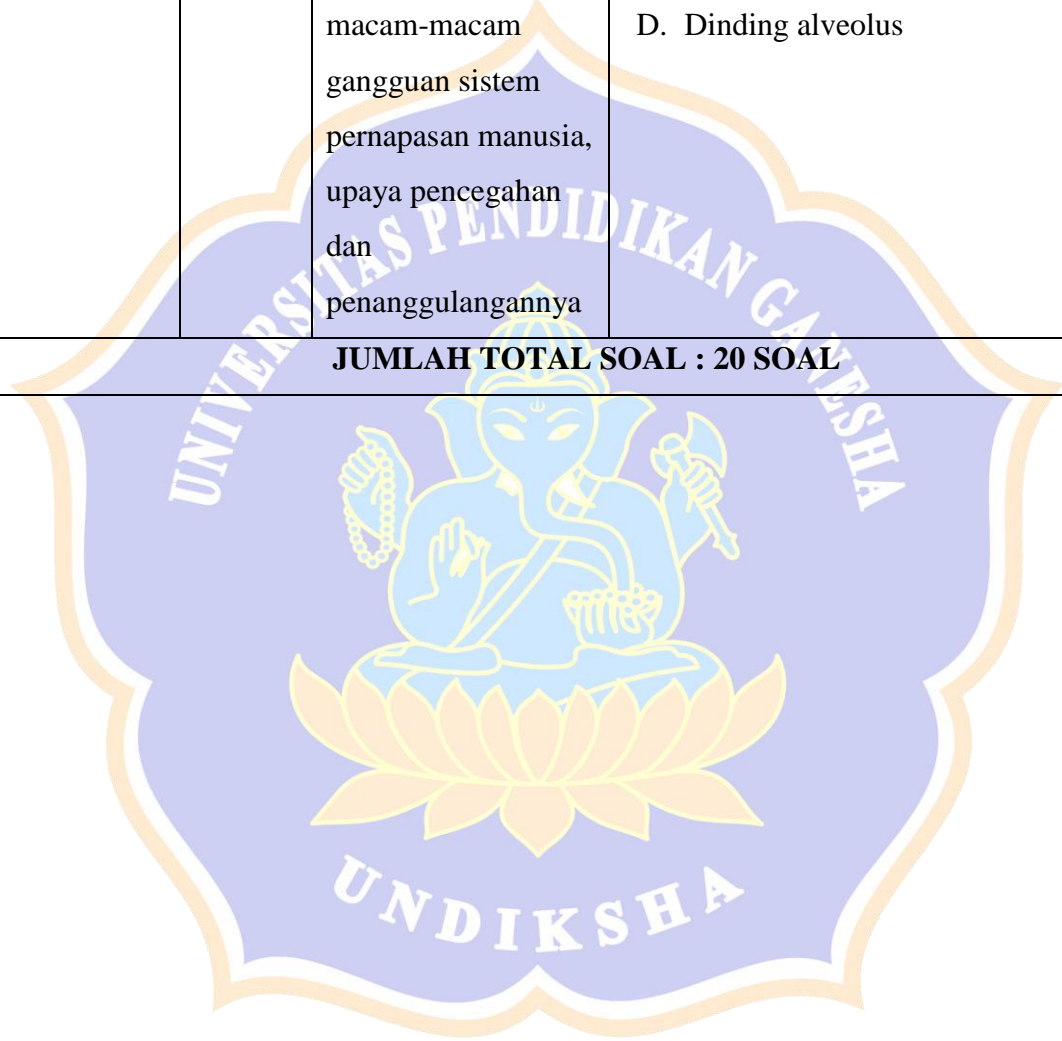 macam-macam
gangguan sistem
pernapasan manusia,
upaya pencegahan
dan
penanggulangannya
D. Dinding alveolus
JUMLAH TOTAL SOAL : 20 SOAL
UNIVERSITAS PENDIDIKAN GANESHA
UNDIKSHA